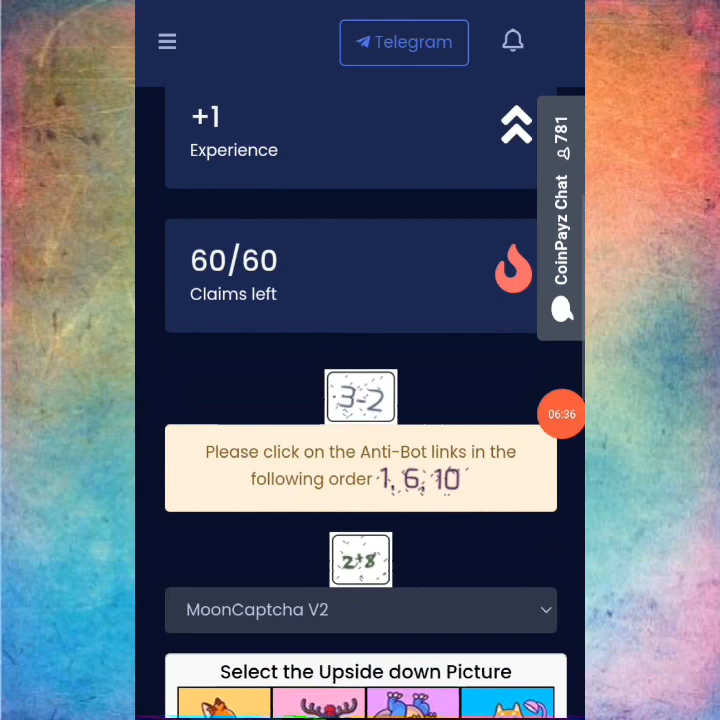 Telegram
+1
Experience
781
CoinPayz Chat
60/60
Claims left
3-2
06:36
Please click on the Anti-Bot links in the
following order 1, 6, 10
2+8
MoonCaptcha V2
Select the Upside down Picture